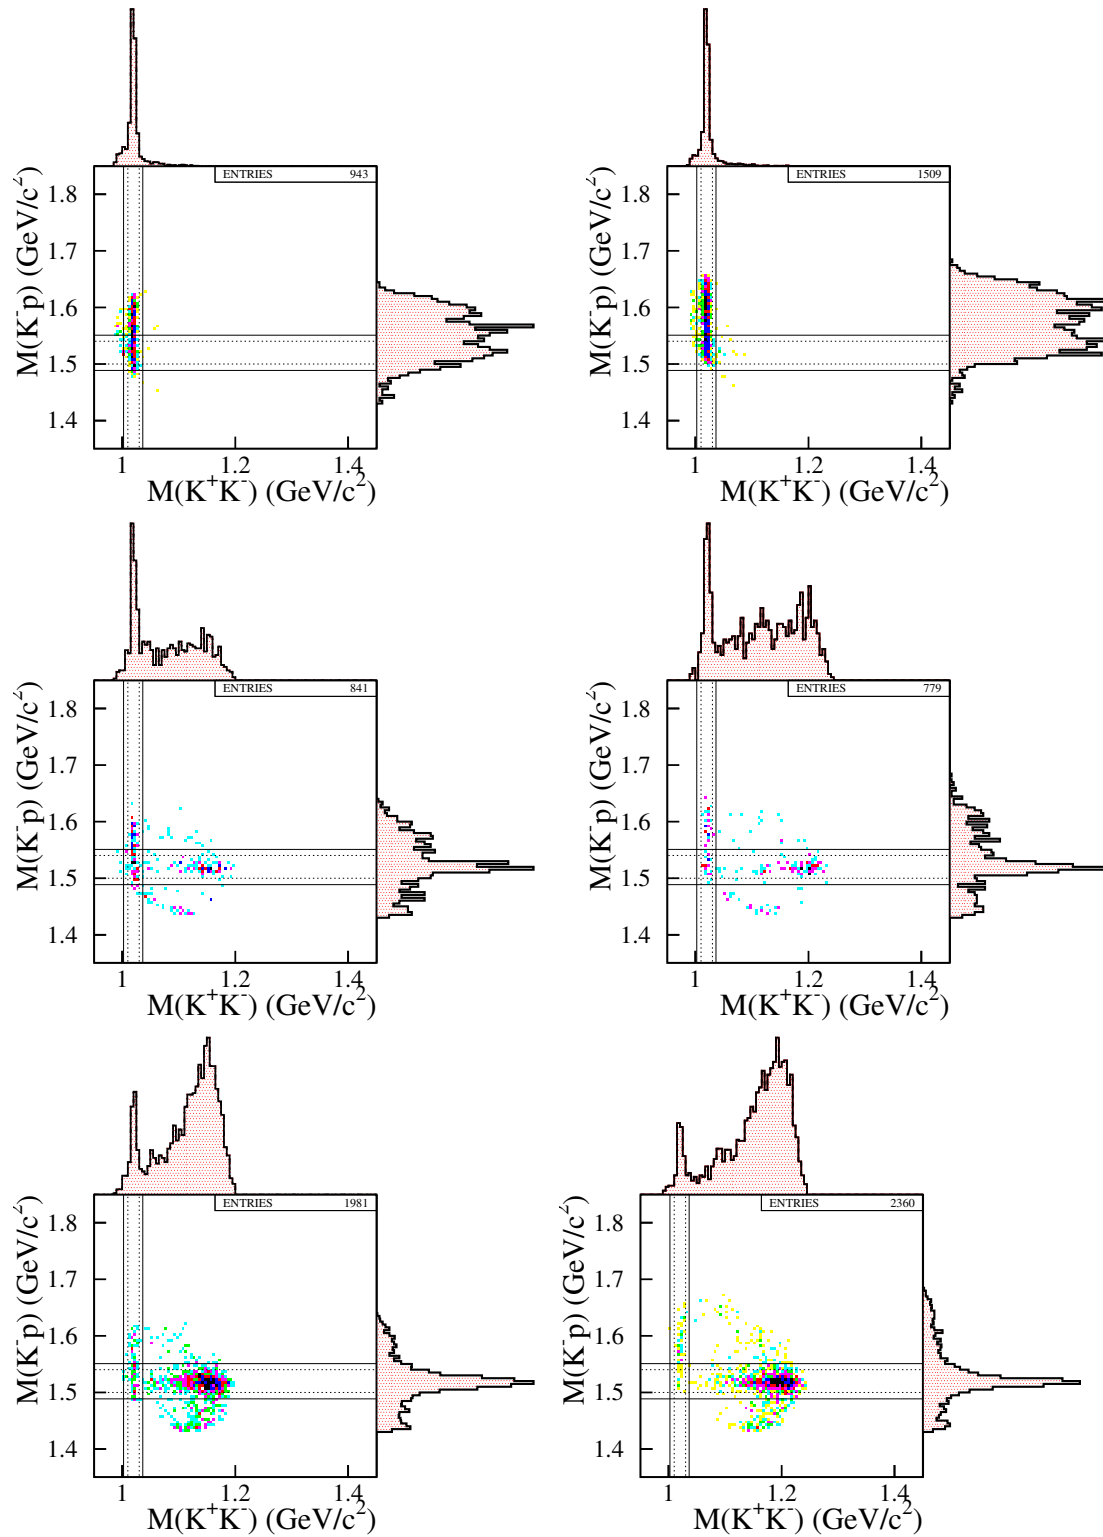 ENTRIES 943
1.8
1.7
1.6
1.5
1.4
M(K⁻p) (GeV/c²)
1 1.2 1.4
M(K⁺K⁻) (GeV/c²)
ENTRIES 1509
1.8
1.7
1.6
1.5
1.4
M(K⁻p) (GeV/c²)
1 1.2 1.4
M(K⁺K⁻) (GeV/c²)
ENTRIES 841
1.8
1.7
1.6
1.5
1.4
M(K⁻p) (GeV/c²)
1 1.2 1.4
M(K⁺K⁻) (GeV/c²)
ENTRIES 779
1.8
1.7
1.6
1.5
1.4
M(K⁻p) (GeV/c²)
1 1.2 1.4
M(K⁺K⁻) (GeV/c²)
ENTRIES 1981
1.8
1.7
1.6
1.5
1.4
M(K⁻p) (GeV/c²)
1 1.2 1.4
M(K⁺K⁻) (GeV/c²)
ENTRIES 2360
1.8
1.7
1.6
1.5
1.4
M(K⁻p) (GeV/c²)
1 1.2 1.4
M(K⁺K⁻) (GeV/c²)